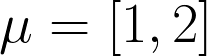 μ = [1, 2]